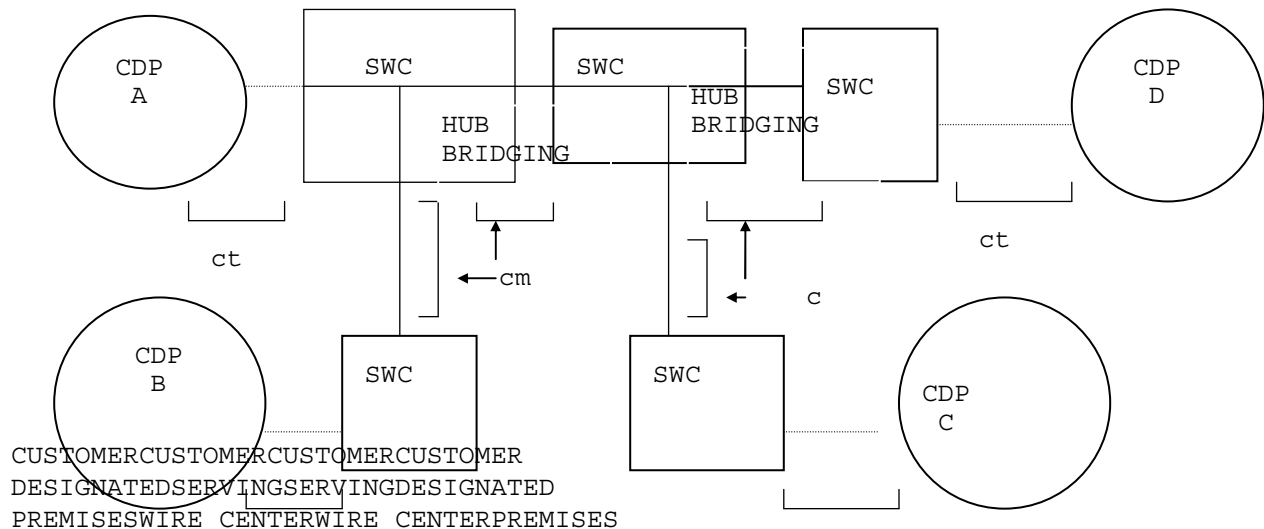 CDP
A
SWC
SWC
SWC
CDP
D
HUB
BRIDGING
HUB
BRIDGING
ct
cm
c
ct
CDP
B
SWC
SWC
CDP
C
CUSTOMERCUSTOMERCUSTOMERCUSTOMER
DESIGNATEDSERVINGSERVINGDESIGNATED
PREMISESWIRE CENTERWIRE CENTERPREMISES